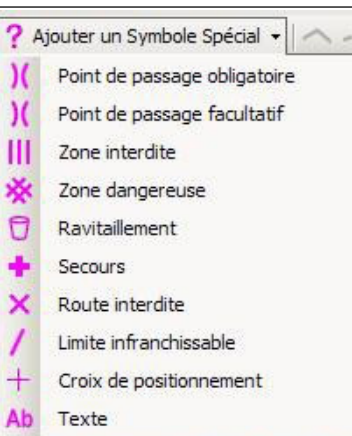 ? Ajouter un Symbole Spécial
Point de passage obligatoire
Point de passage facultatif
Zone interdite
Zone dangereuse
Ravitaillement
Secours
Route interdite
Limite infranchissable
Croix de positionnement
Ab Texte